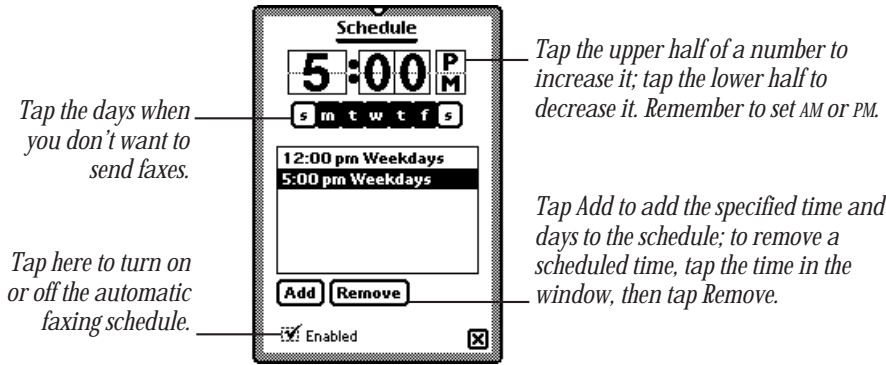 Schedule
5:00 PM
s m t w t f s
12:00 pm Weekdays
5:00 pm Weekdays
Add Remove
Enabled
Tap the days when
you don't want to
send faxes.
Tap here to turn on
or off the automatic
faxing schedule.
Tap the upper half of a number to
increase it; tap the lower half to
decrease it. Remember to set AM or PM.
Tap Add to add the specified time and
days to the schedule; to remove a
scheduled time, tap the time in the
window, then tap Remove.